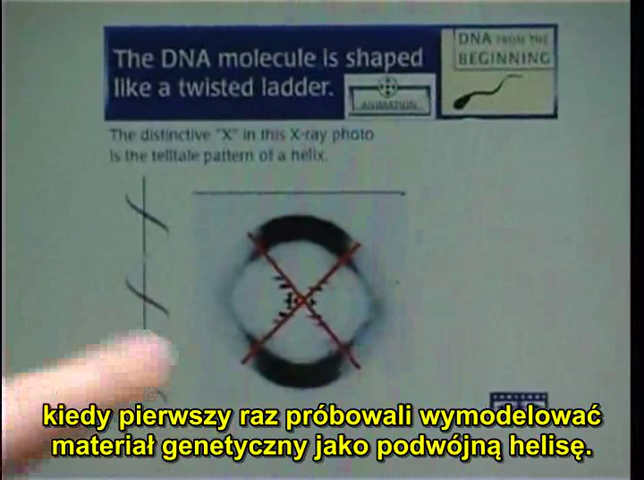 The DNA molecule is shaped
like a twisted ladder.
ANIMATION
DNA FROM THE
BEGINNING
The distinctive "X" in this X-ray photo
is the telltale pattern of a helix.
kiedy pierwszy raz próbowali wymodelować
materiał genetyczny jako podwójną helisę.